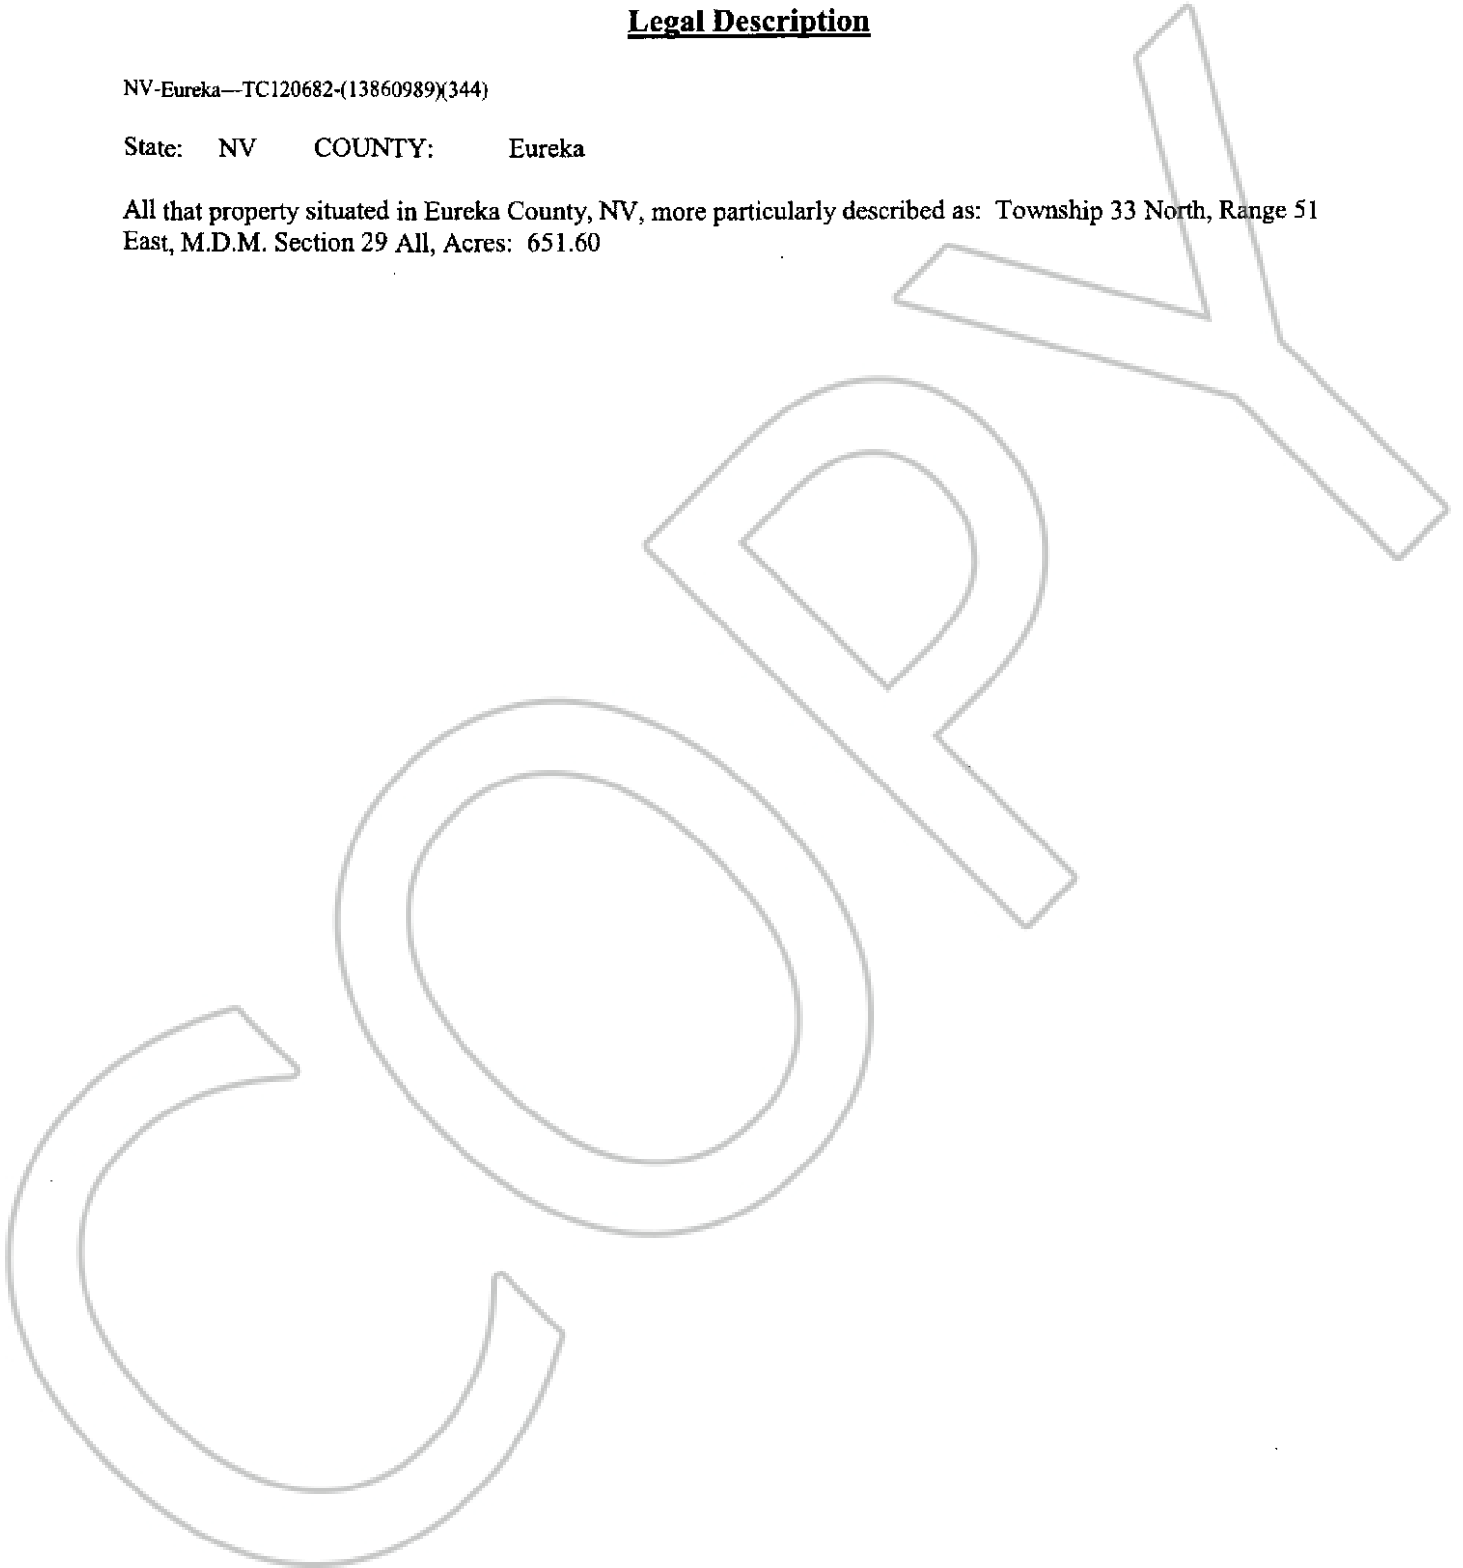 Legal Description
NV-Eureka---TC120682-(13860989)(344)
State: NV COUNTY: Eureka
All that property situated in Eureka County, NV, more particularly described as: Township 33 North, Range 51
East, M.D.M. Section 29 All, Acres: 651.60
COPY